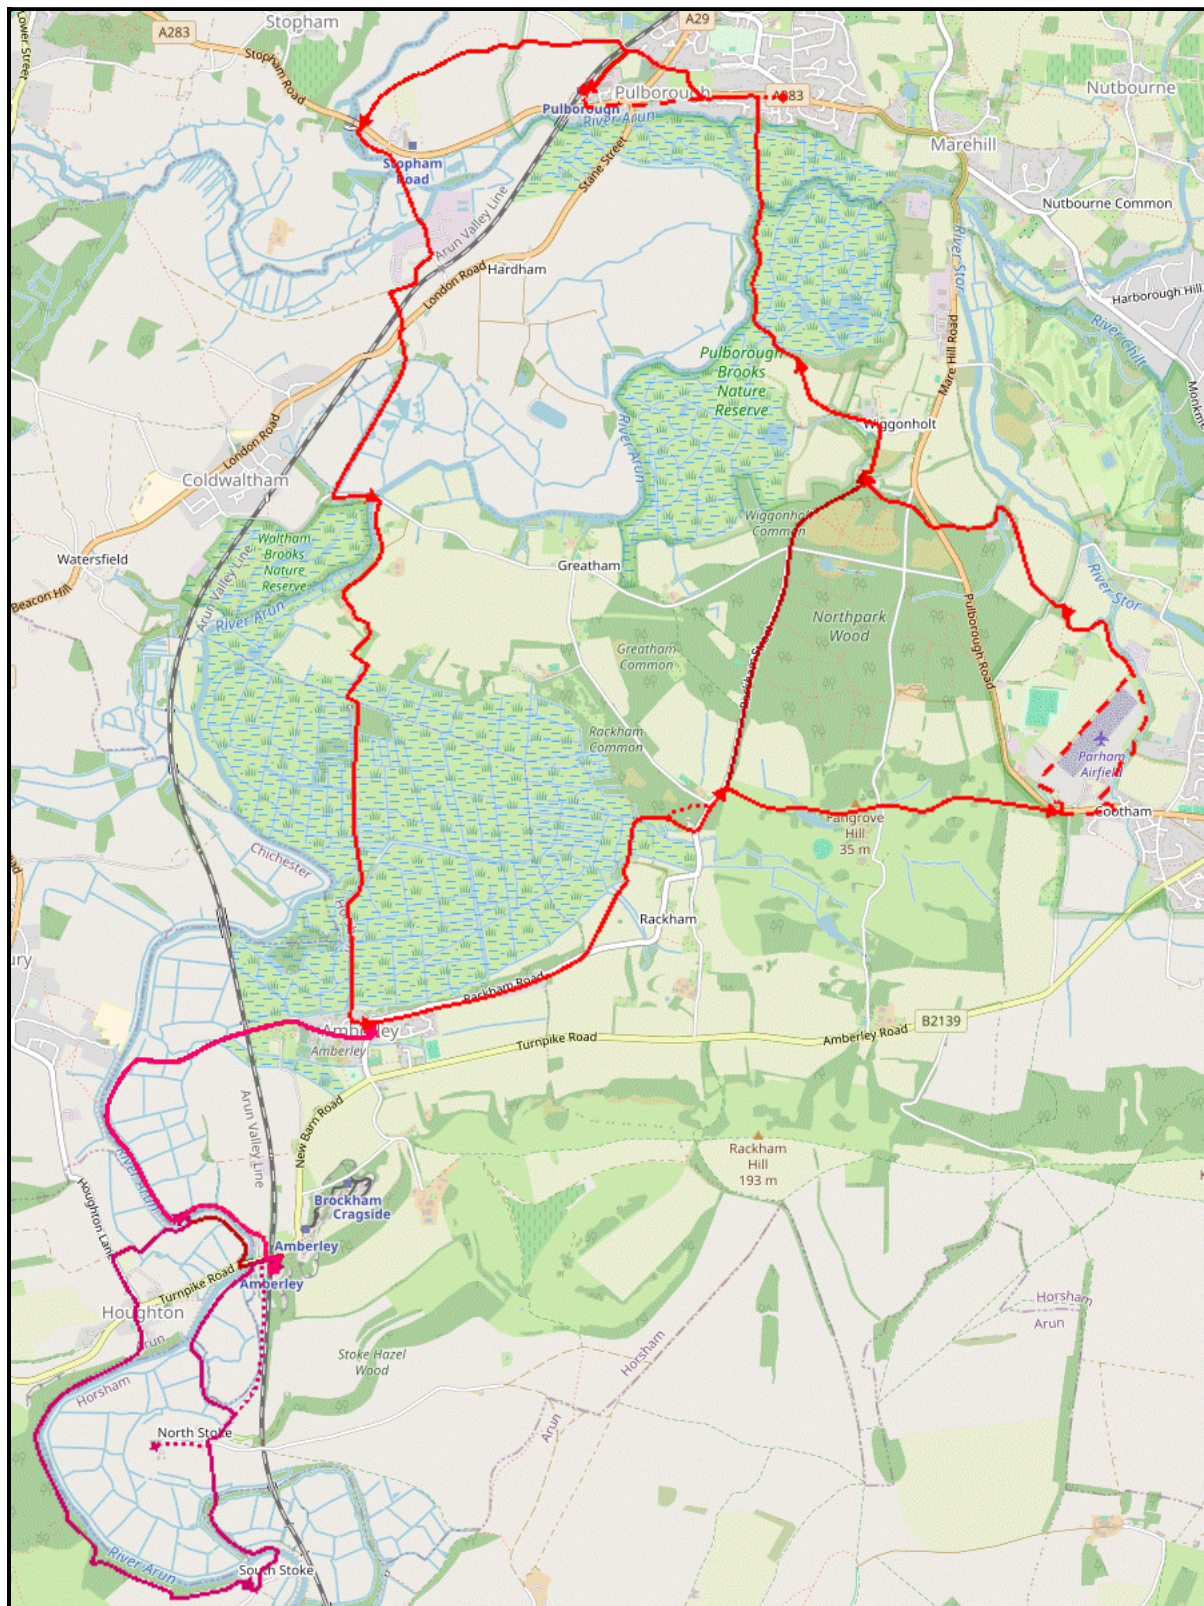 Stopham
A29
A283
Lower Street
Stopham Road
Nutbourne
Pulborough
A283
Pulborough
River Arun
Marehill
Stopham
Road
Stane Street
Arun Valley Line
Nutbourne Common
River Stor
Hardham
London Road
Harborough Hill
River Chilt
Mare Hill Road
Pulborough
Brooks
Nature
Reserve
Monkm
River Arun
Wiggonholt
London Road
Coldwaltham
Wiggonholt
Common
Waltham
Brooks
Nature
Reserve
Watersfield
Greatham
Arun Valley Line
River Stor
Beacon Hill
River Arun
Northpark
Wood
Pulborough Road
Greatham
Common
Rackham Street
Rackham
Common
Parham
Airfield
Cootham
Fangrove
Hill
35 m
Chichester
Rackham
ury
Rackham Road
B2139
Amberley
Amberley
Turnpike Road
Amberley Road
New Barn Road
Arun Valley Line
River Arun
Rackham
Hill
193 m
Houghton Lane
Brockham
Cragside
Amberley
Turnpike Road
Amberley
Houghton
Horsham
Arun
Arun
Stoke Hazel
Wood
Horsham
Horsham
North Stoke
Arun
River Arun
South Stoke